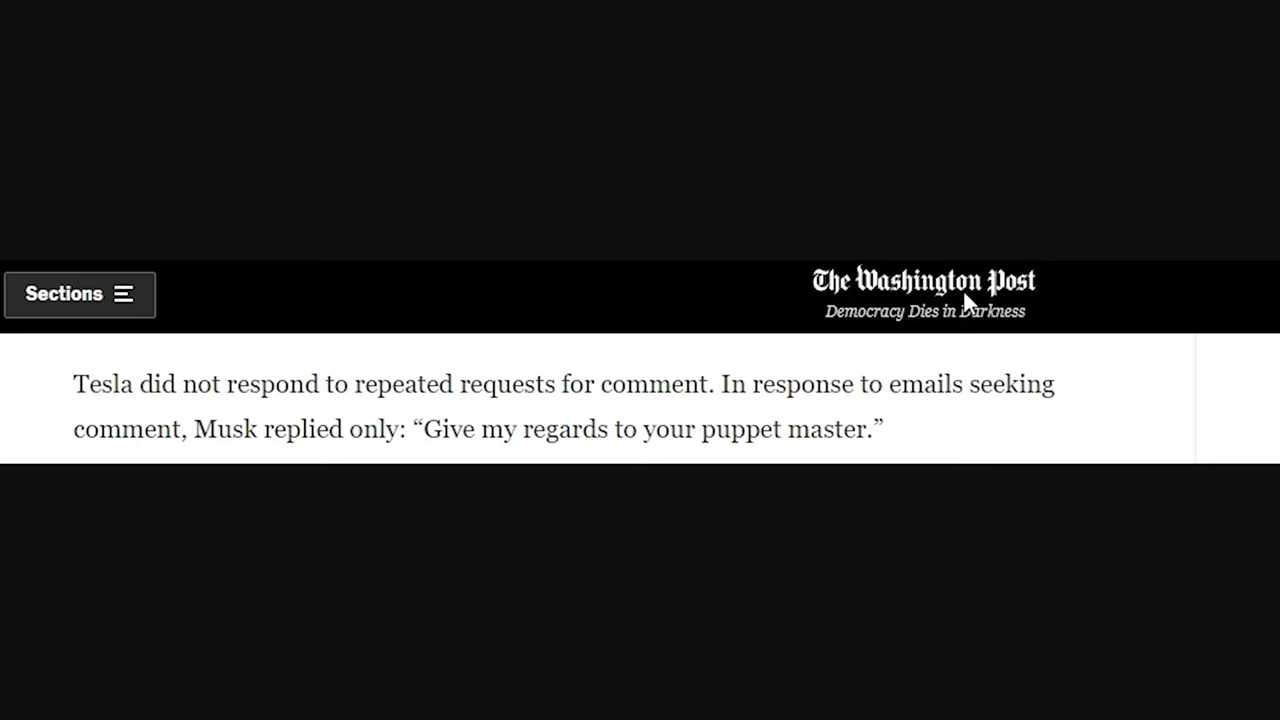 Sections
The Washington Post
Democracy Dies in Darkness
Tesla did not respond to repeated requests for comment. In response to emails seeking
comment, Musk replied only: “Give my regards to your puppet master.”